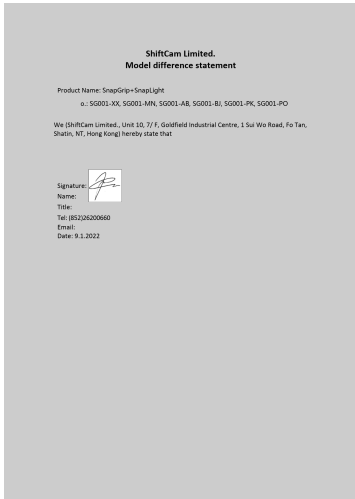 ShiftCam Limited.
Model difference statement
Product Name: SnapGrip+SnapLight
o.: SG001-XX, SG001-MN, SG001-AB, SG001-BJ, SG001-PK, SG001-PO
We (ShiftCam Limited., Unit 10, 7/ F, Goldfield Industrial Centre, 1 Sui Wo Road, Fo Tan,
Shatin, NT, Hong Kong) hereby state that
Signature:
Name:
Title:
Tel: (852)26200660
Email:
Date: 9.1.2022